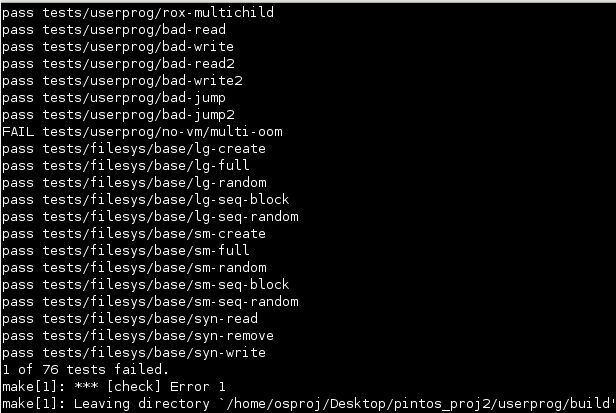 pass tests/userprog/rox-multichild
pass tests/userprog/bad-read
pass tests/userprog/bad-write
pass tests/userprog/bad-read2
pass tests/userprog/bad-write2
pass tests/userprog/bad-jump
pass tests/userprog/bad-jump2
FAIL tests/userprog/no-vm/multi-oom
pass tests/filesys/base/lg-create
pass tests/filesys/base/lg-full
pass tests/filesys/base/lg-random
pass tests/filesys/base/lg-seq-block
pass tests/filesys/base/lg-seq-random
pass tests/filesys/base/sm-create
pass tests/filesys/base/sm-full
pass tests/filesys/base/sm-random
pass tests/filesys/base/sm-seq-block
pass tests/filesys/base/sm-seq-random
pass tests/filesys/base/syn-read
pass tests/filesys/base/syn-remove
pass tests/filesys/base/syn-write
1 of 76 tests failed.
make[1]: *** [check] Error 1
make[1]: Leaving directory `/home/osproj/Desktop/pintos_proj2/userprog/build'